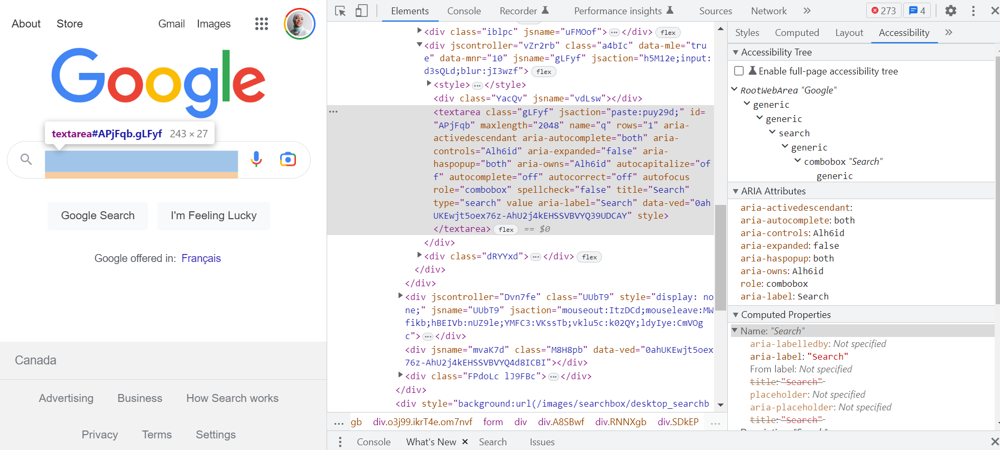 About
Store
Gmail
Images
Google
textarea#APjFqb.gLFyf 243 × 27
Google Search
I'm Feeling Lucky
Google offered in: Français
Canada
Advertising
Business
How Search works
Privacy
Terms
Settings
Elements
Console
Recorder
Performance insights
Sources
Network
»
273
4
<div class="iblpc" jsname="uFMOof">…</div> flex
<div jscontroller="vZr2rb" class="a4bIc" data-mle="tru
e" data-mnr="10" jsname="gLFyf" jsaction="h5M12e;input:
d3sQLd;blur:jI3wzf"> flex
<style>…</style>
<div class="YacQv" jsname="vdLsw"></div>
<textarea class="gLFyf" jsaction="paste:puy29d;" id=
"APjFqb" maxlength="2048" name="q" rows="1" aria-
activedescendant aria-autocomplete="both" aria-
controls="Alh6id" aria-expanded="false" aria-
haspopup="both" aria-owns="Alh6id" autocapitalize="of
f" autocomplete="off" autocorrect="off" autofocus
role="combobox" spellcheck="false" title="Search"
type="search" value aria-label="Search" data-ved="0ah
UKEwjt5oex76z-AhU2j4kEHSSVBVYQ39UDCAY" style>
</textarea> flex == $0
</div>
<div class="dRYYxd">…</div> flex
</div>
</div>
<div jscontroller="Dvn7fe" class="UUbT9" style="display: no
ne;" jsname="UUbT9" jsaction="mouseout:ItzDCd;mouseleave:MW
fikb;hBEIVb:nUZ9le;YMFC3:VKssTb;vklu5c:k02QY;ldyIye:CmVOg
c">…</div>
<div jsname="mvaK7d" class="M8H8pb" data-ved="0ahUKEwjt5oex
76z-AhU2j4kEHSSVBVYQ4d8ICBI"></div>
<div class="FPdoLc lJ9FBc">…</div>
</div>
<div style="background:url(/images/searchbox/desktop_searchb
... gb div.o3j99.ikrT4e.om7nvf form div div.A8SBwf div.RNNXgb div.SDkEP ...
Console
What's New
Search
Issues
Styles
Computed
Layout
Accessibility
»
Accessibility Tree
Enable full-page accessibility tree
RootWebArea "Google"
generic
generic
search
generic
combobox "Search"
generic
ARIA Attributes
aria-activedescendant:
aria-autocomplete: both
aria-controls: Alh6id
aria-expanded: false
aria-haspopup: both
aria-owns: Alh6id
role: combobox
aria-label: Search
Computed Properties
Name: "Search"
aria-labelledby: Not specified
aria-label: "Search"
From label: Not specified
title: "Search"
placeholder: Not specified
aria-placeholder: Not specified
title: "Search"